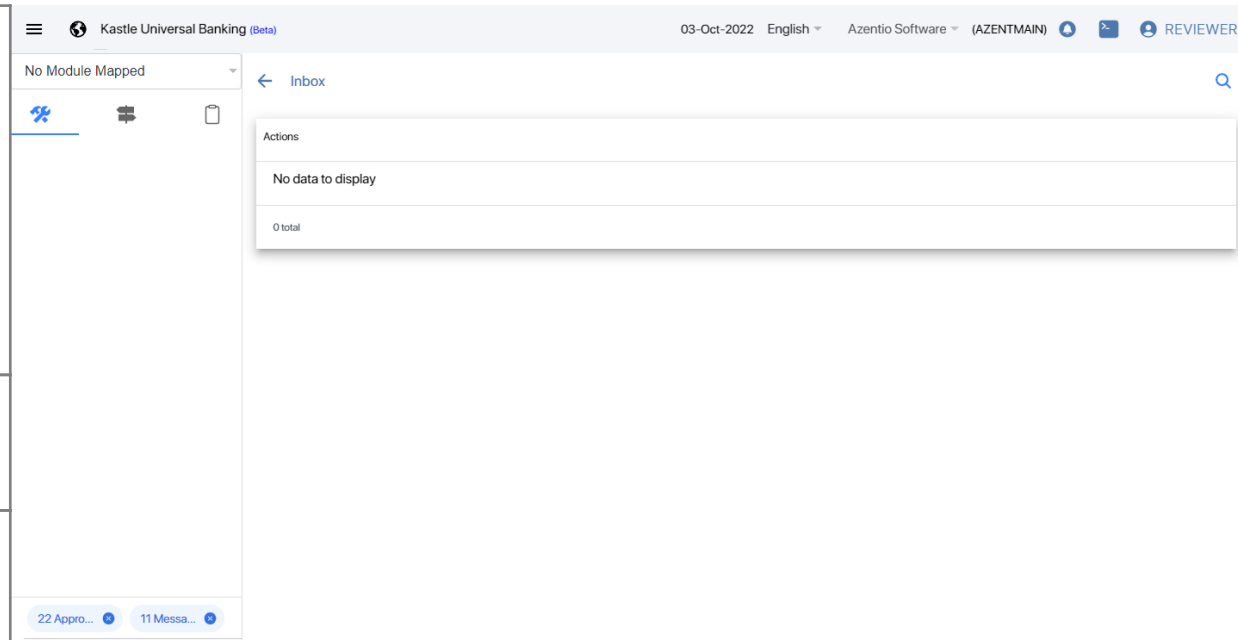 Kastle Universal Banking (Beta)
03-Oct-2022 English Azentio Software (AZENTMAIN) REVIEWER
No Module Mapped
Inbox
Actions
No data to display
0 total
22 Appro... 11 Messa...